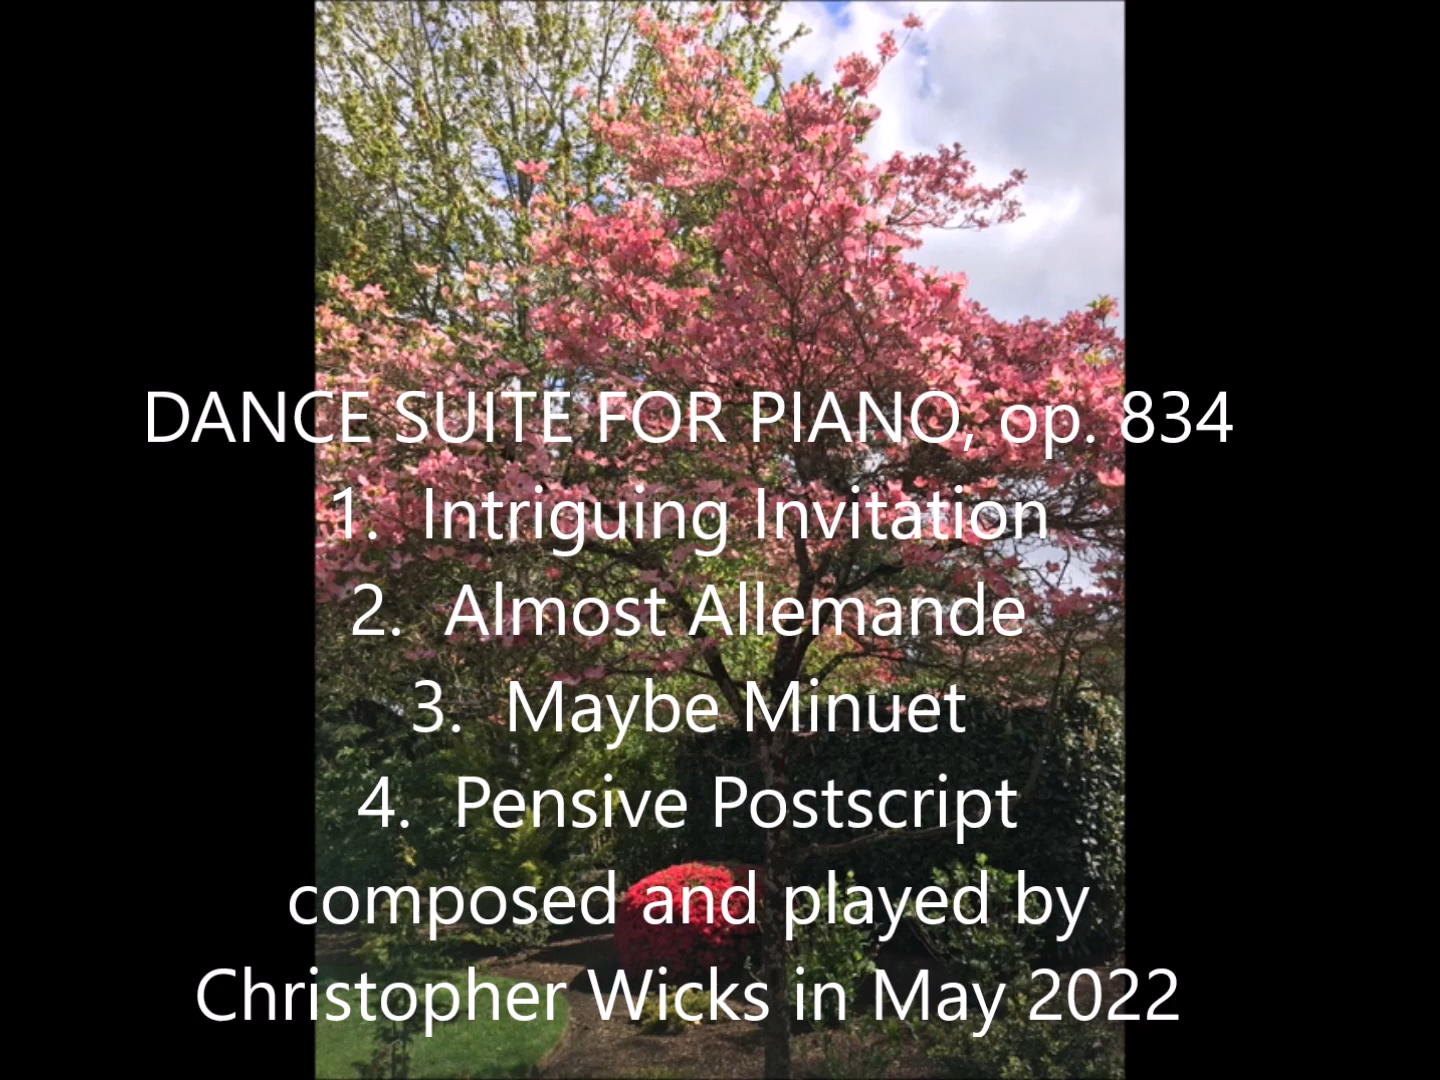 DANCE SUITE FOR PIANO, op. 834
1. Intriguing Invitation
2. Almost Allemande
3. Maybe Minuet
4. Pensive Postscript
composed and played by
Christopher Wicks in May 2022